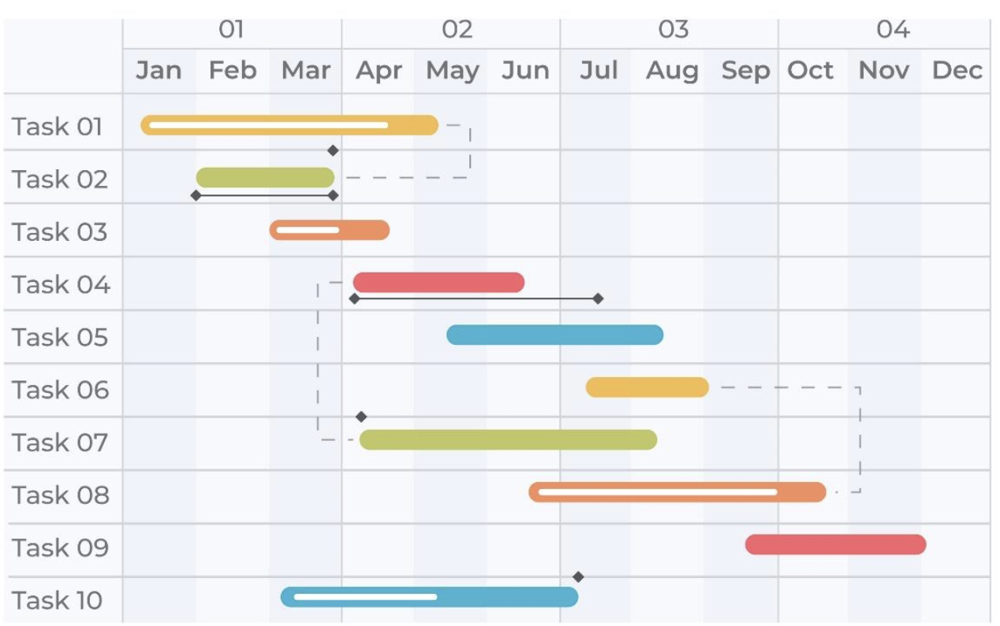 01 02 03 04
Jan Feb Mar Apr May Jun Jul Aug Sep Oct Nov Dec
Task 01
Task 02
Task 03
Task 04
Task 05
Task 06
Task 07
Task 08
Task 09
Task 10